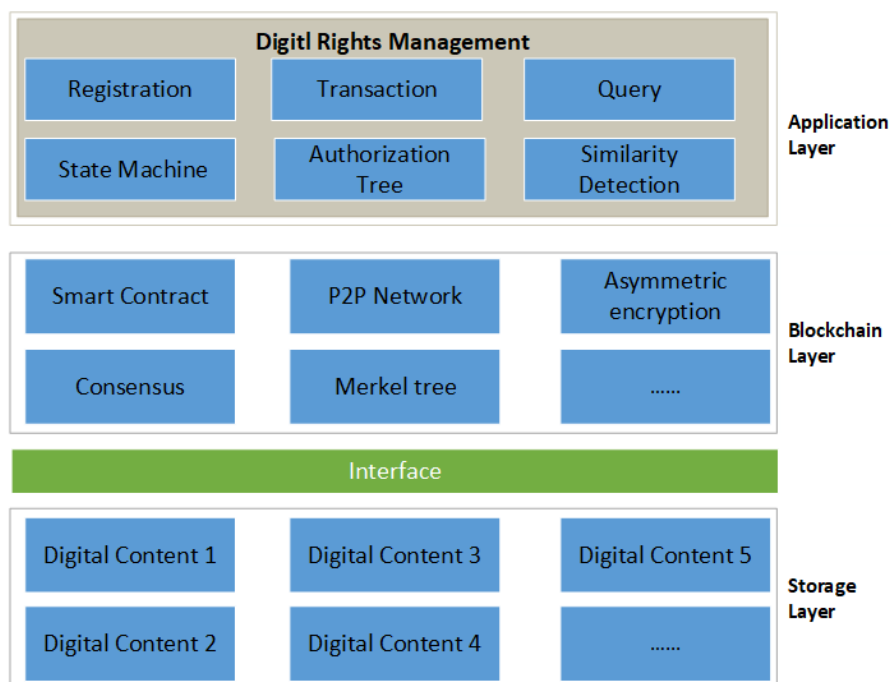 Digitl Rights Management
Registration
Transaction
Query
State Machine
Authorization
Tree
Similarity
Detection
Application
Layer
Smart Contract
P2P Network
Asymmetric
encryption
Consensus
Merkel tree
......
Blockchain
Layer
Interface
Digital Content 1
Digital Content 3
Digital Content 5
Digital Content 2
Digital Content 4
......
Storage
Layer